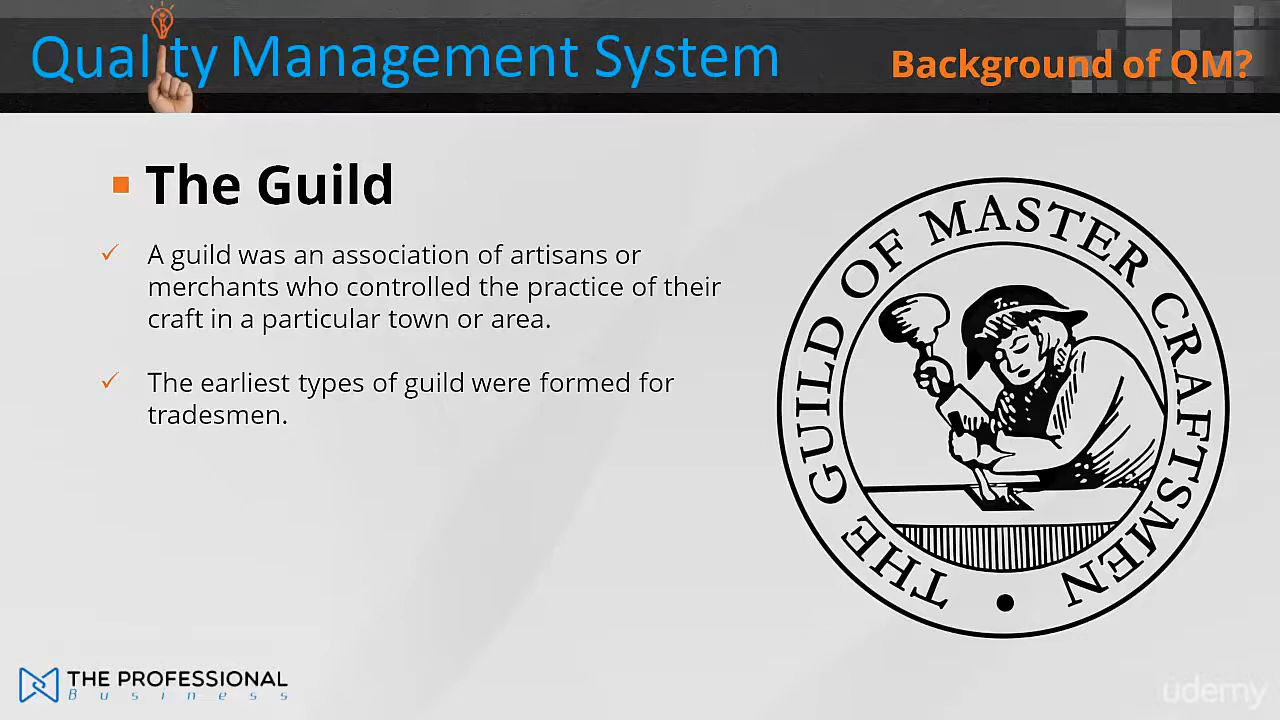 Quality Management System
Background of QM?
The Guild
A guild was an association of artisans or
merchants who controlled the practice of their
craft in a particular town or area.
The earliest types of guild were formed for
tradesmen.
THE GUILD OF MASTER CRAFTSMEN
THE PROFESSIONAL
Business
udemy